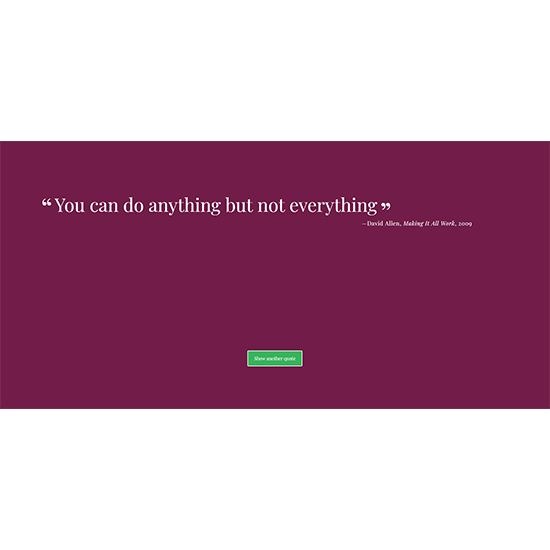 “ You can do anything but not everything ”
—David Allen, Making It All Work, 2009
Show another quote